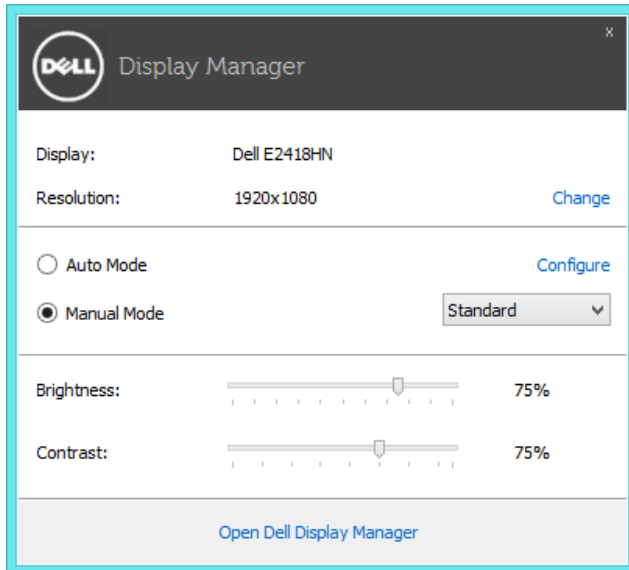 x
DELL Display Manager
Display: Dell E2418HN
Resolution: 1920x1080 Change
Auto Mode Configure
Manual Mode Standard
Brightness: 75%
Contrast: 75%
Open Dell Display Manager